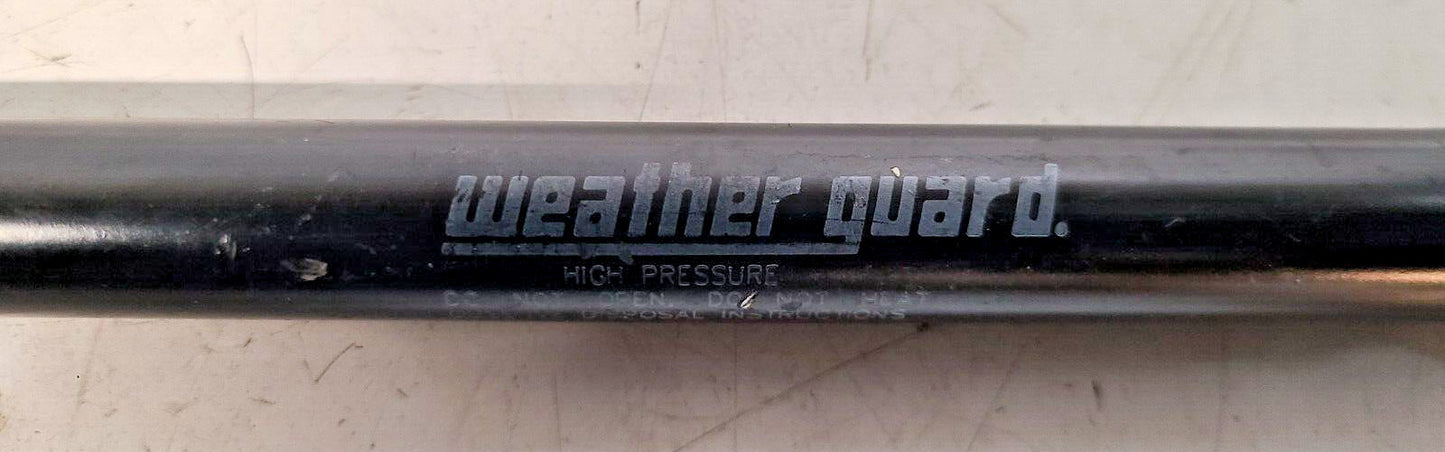 weather guard.
HIGH PRESSURE
DO NOT OPEN. DO NOT HEAT
DISPOSAL INSTRUCTIONS